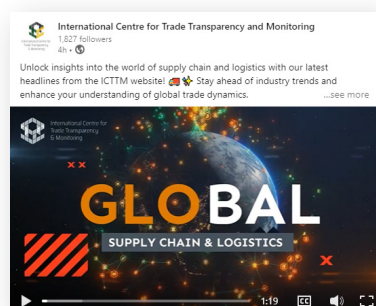 International Centre for Trade Transparency and Monitoring
1,827 followers
4h •
Unlock insights into the world of supply chain and logistics with our latest
headlines from the ICTTM website! 🚛 ✨ Stay ahead of industry trends and
enhance your understanding of global trade dynamics. ...see more
International Centre for
Trade Transparency
& Monitoring
GLOBAL
SUPPLY CHAIN & LOGISTICS
1:19 CC